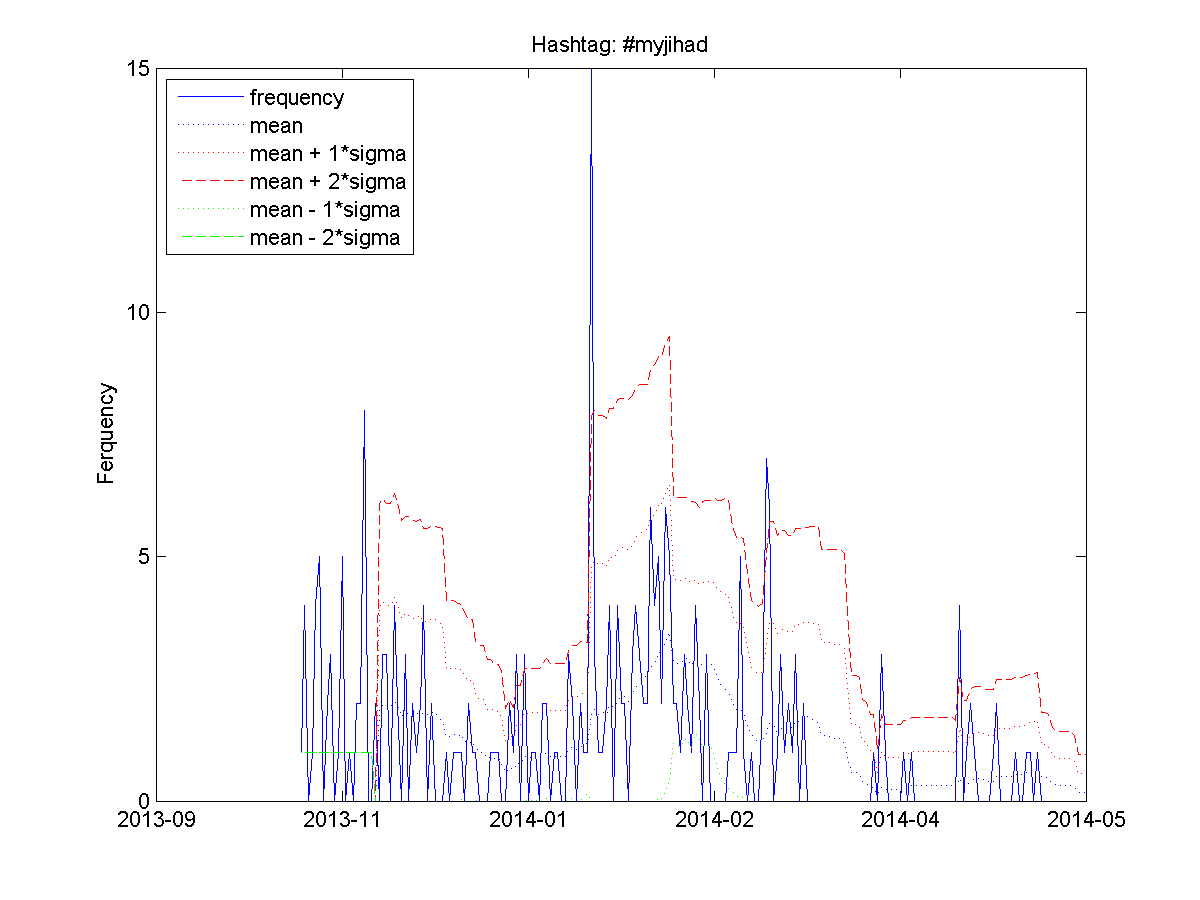 Hashtag: #myjihad
15
frequency
mean
mean + 1*sigma
mean + 2*sigma
mean - 1*sigma
mean - 2*sigma
10
Ferquency
5
0
2013-09 2013-11 2014-01 2014-02 2014-04 2014-05